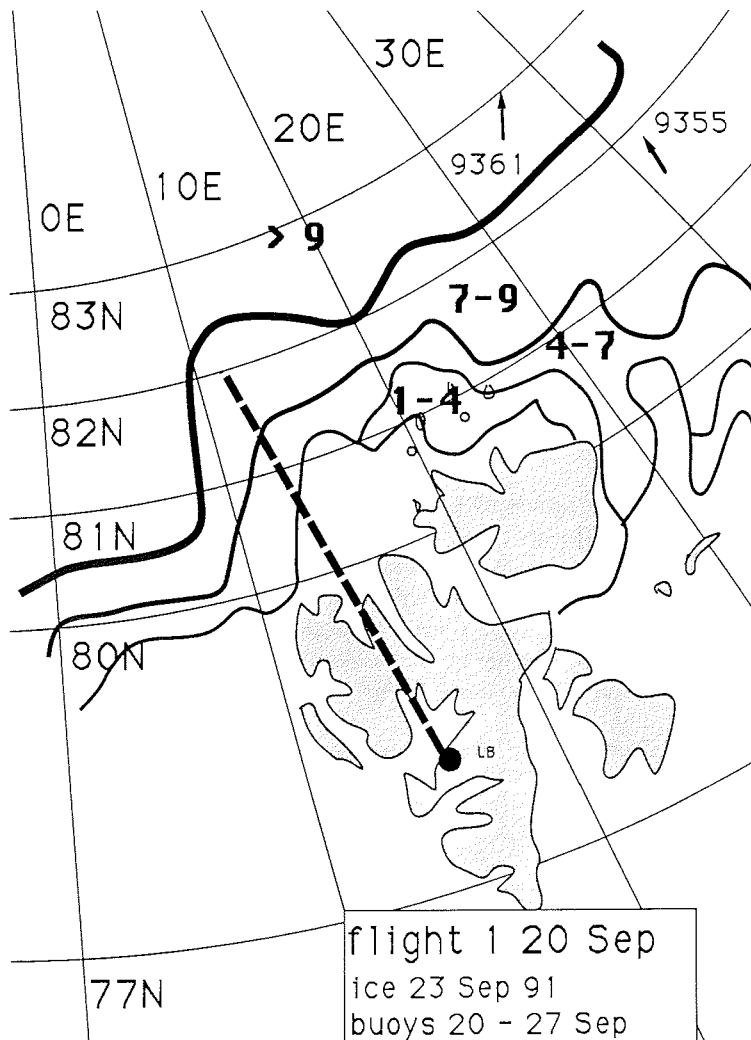 30E
9355
20E
9361
10E
0E
> 9
7-9
83N
4-7
1-4
82N
81N
80N
LB
flight 1 20 Sep
77N
ice 23 Sep 91
buoys 20 - 27 Sep